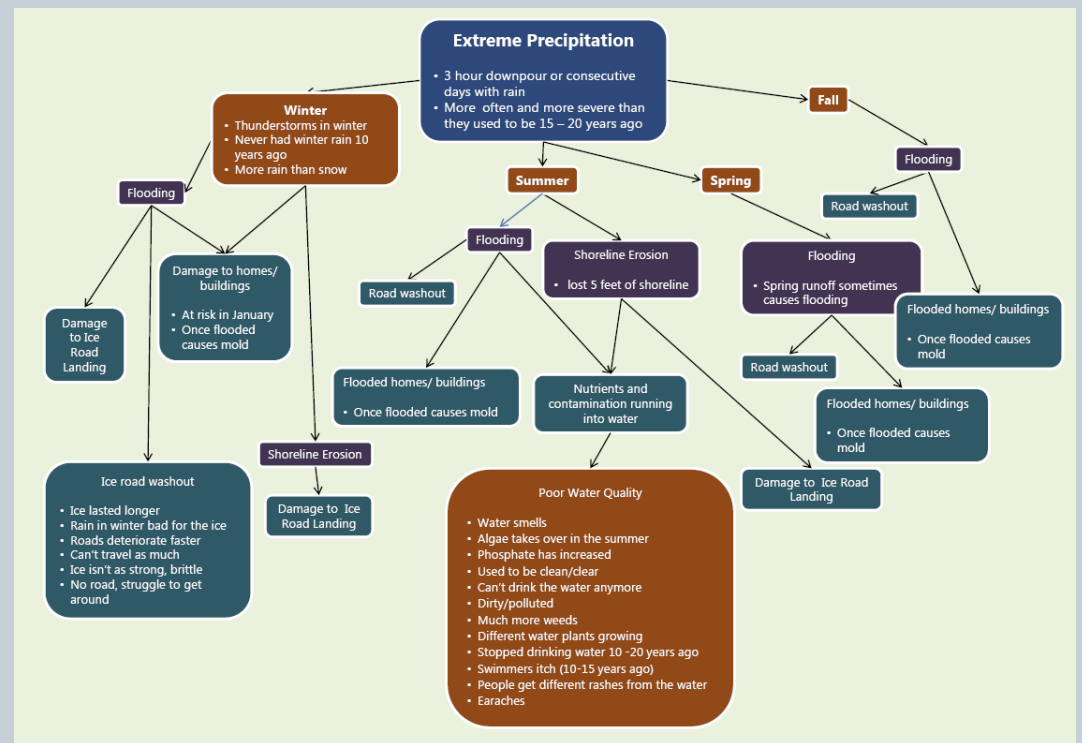 Extreme Precipitation
• 3 hour downpour or consecutive
days with rain
• More often and more severe than
they used to be 15 – 20 years ago
Winter
• Thunderstorms in winter
• Never had winter rain 10
years ago
• More rain than snow
Fall
Flooding
Road washout
Flooded homes/ buildings
• Once flooded causes
mold
Summer
Spring
Flooding
Damage to homes/
buildings
• At risk in January
• Once flooded
causes mold
Damage
to Ice
Road
Landing
Ice road washout
• Ice lasted longer
• Rain in winter bad for the ice
• Roads deteriorate faster
• Can't travel as much
• Ice isn't as strong, brittle
• No road, struggle to get
around
Shoreline Erosion
Damage to Ice
Road Landing
Flooding
Road washout
Flooded homes/ buildings
• Once flooded causes mold
Shoreline Erosion
• lost 5 feet of shoreline
Nutrients and
contamination running
into water
Poor Water Quality
• Water smells
• Algae takes over in the summer
• Phosphate has increased
• Used to be clean/clear
• Can't drink the water anymore
• Dirty/polluted
• Much more weeds
• Different water plants growing
• Stopped drinking water 10 -20 years ago
• Swimmers itch (10-15 years ago)
• People get different rashes from the water
• Earaches
Damage to Ice Road
Landing
Flooding
• Spring runoff sometimes
causes flooding
Road washout
Flooded homes/ buildings
• Once flooded causes
mold